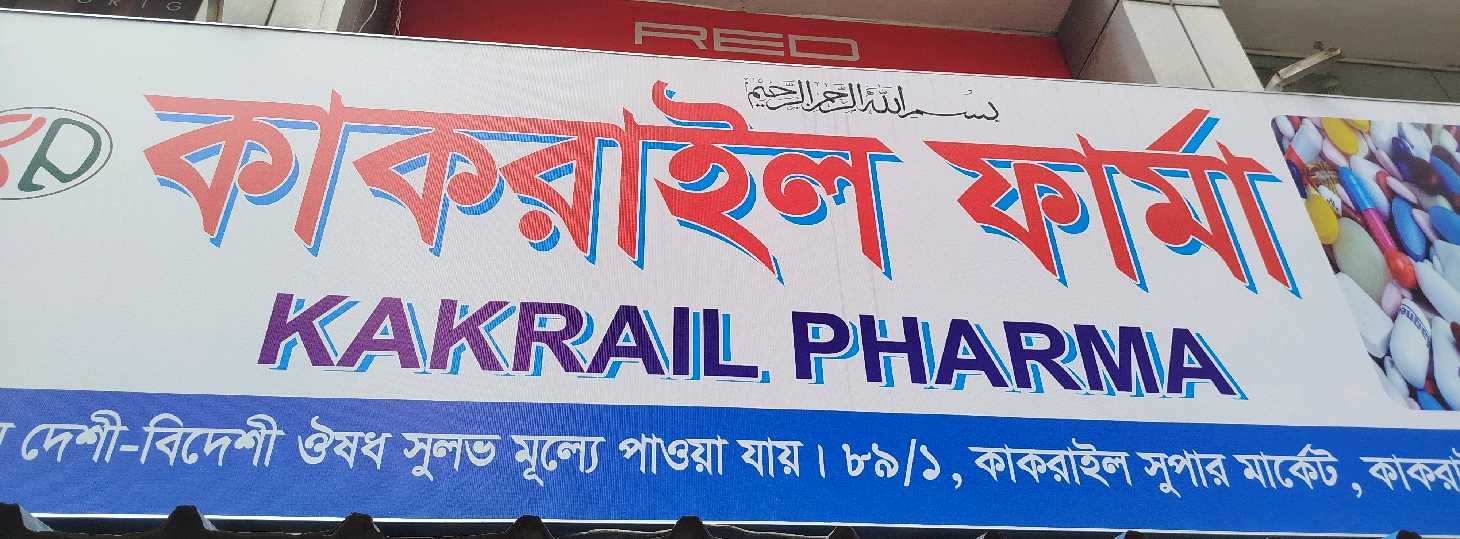 RED
بسم الله الرحمن الرحيم
কাকরাইল ফার্মা
KAKRAIL PHARMA
দেশী-বিদেশী ঔষধ সুলভ মূল্যে পাওয়া যায়। ৮৯/১, কাকরাইল সুপার মার্কেট,